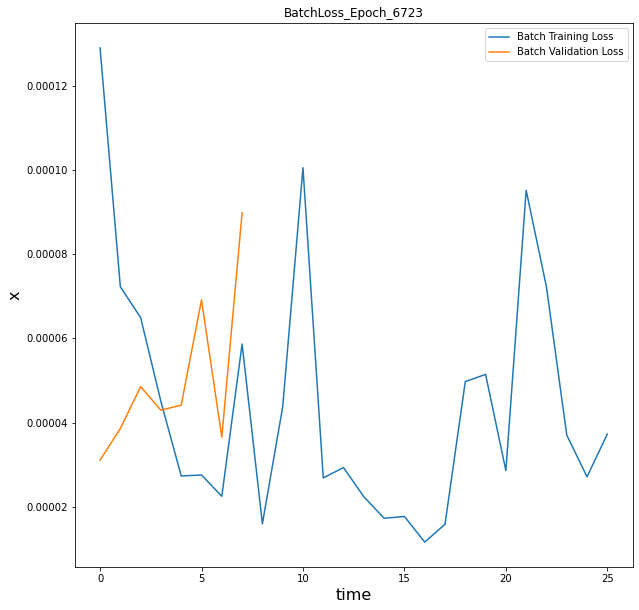 BatchLoss_Epoch_6723
Batch Training Loss
Batch Validation Loss
0.00012
0.00010
0.00008
0.00006
0.00004
0.00002
x
0 5 10 15 20 25
time